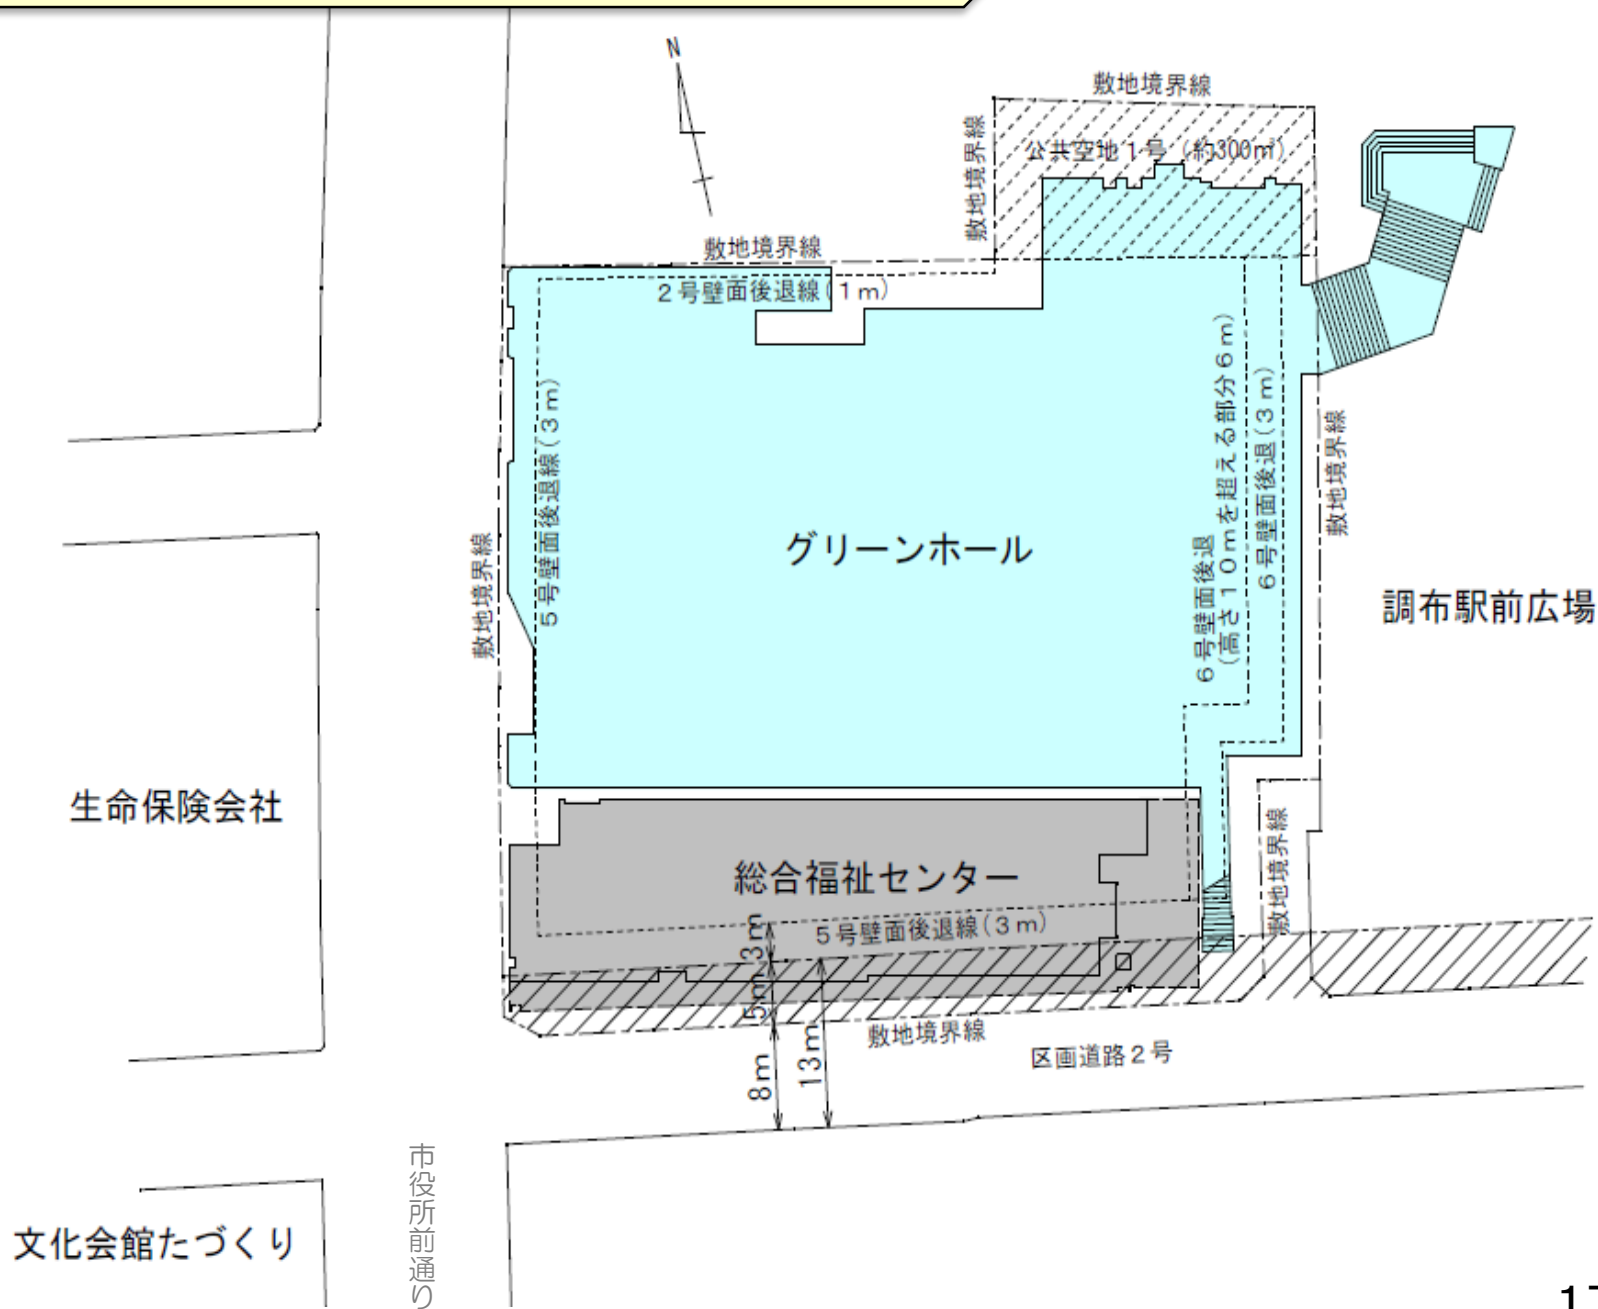 N
敷地境界線
敷地境界線
公共空地1号(約300㎡)
敷地境界線
2号壁面後退線(1m)
5号壁面後退線(3m)
敷地境界線
グリーンホール
6号壁面後退
(高さ10mを超える部分6m)
6号壁面後退(3m)
敷地境界線
調布駅前広場
生命保険会社
総合福祉センター
敷地境界線
5号壁面後退線(3m)
3m
5m
敷地境界線
8m
13m
区画道路2号
市役所前通り
文化会館たづくり